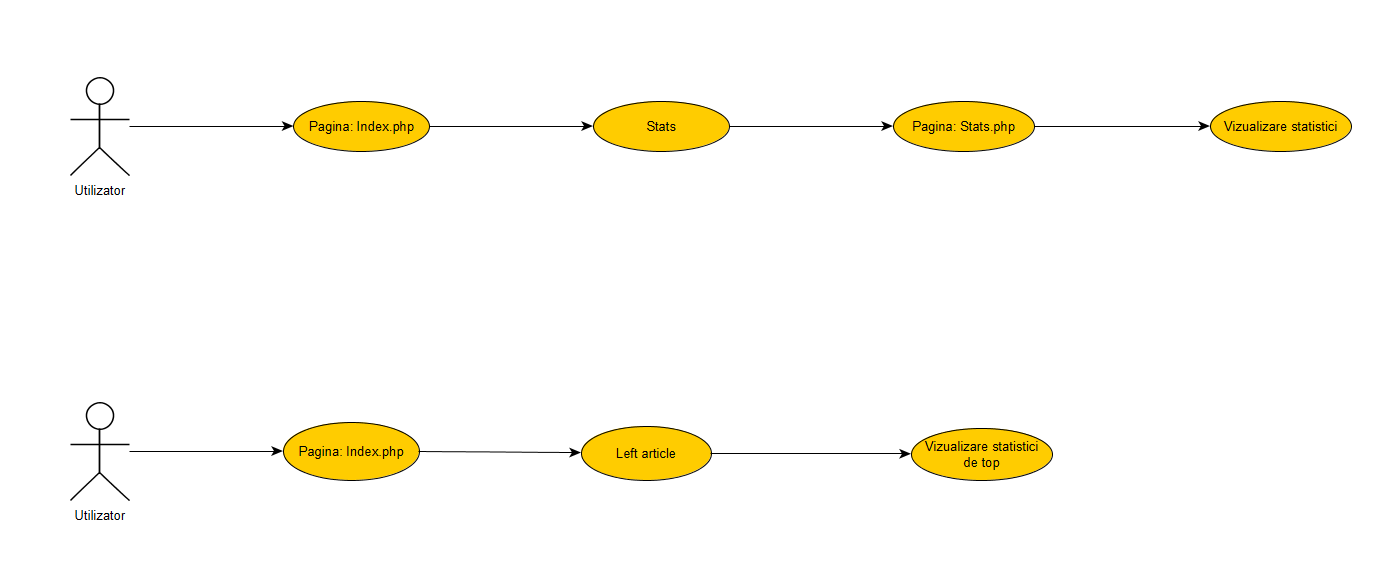 Pagina: Index.php
Stats
Pagina: Stats.php
Vizualizare statistici
Utilizator
Pagina: Index.php
Left article
Vizualizare statistici
de top
Utilizator